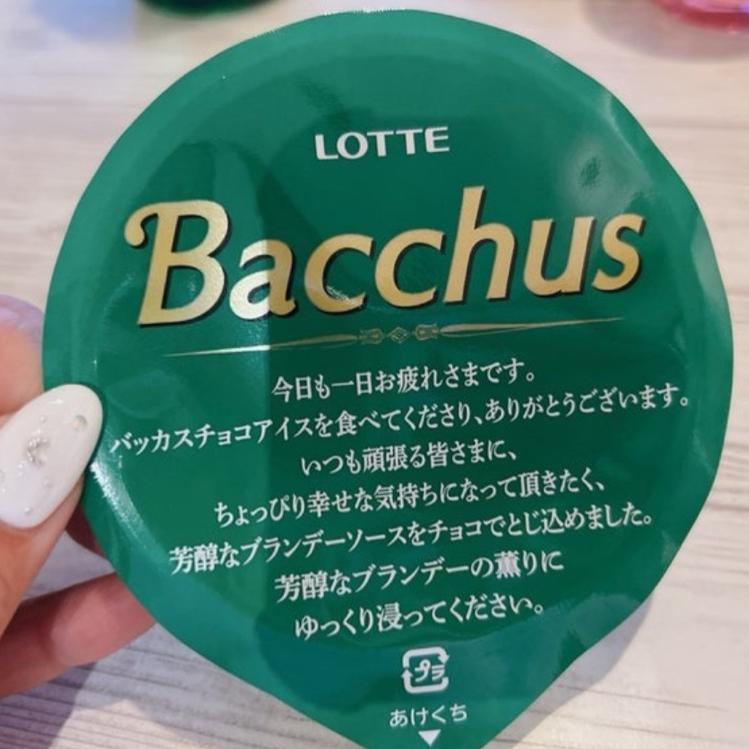 LOTTE
Bacchus
今日も一日お疲れさまです。
バッカスチョコアイスを食べてくださり、ありがとうございます。
いつも頑張る皆さまに、
ちょっぴり幸せな気持ちになって頂きたく、
芳醇なブランデーソースをチョコでとじ込めました。
芳醇なブランデーの薫りに
ゆっくり浸ってください。
プラ
あけくち